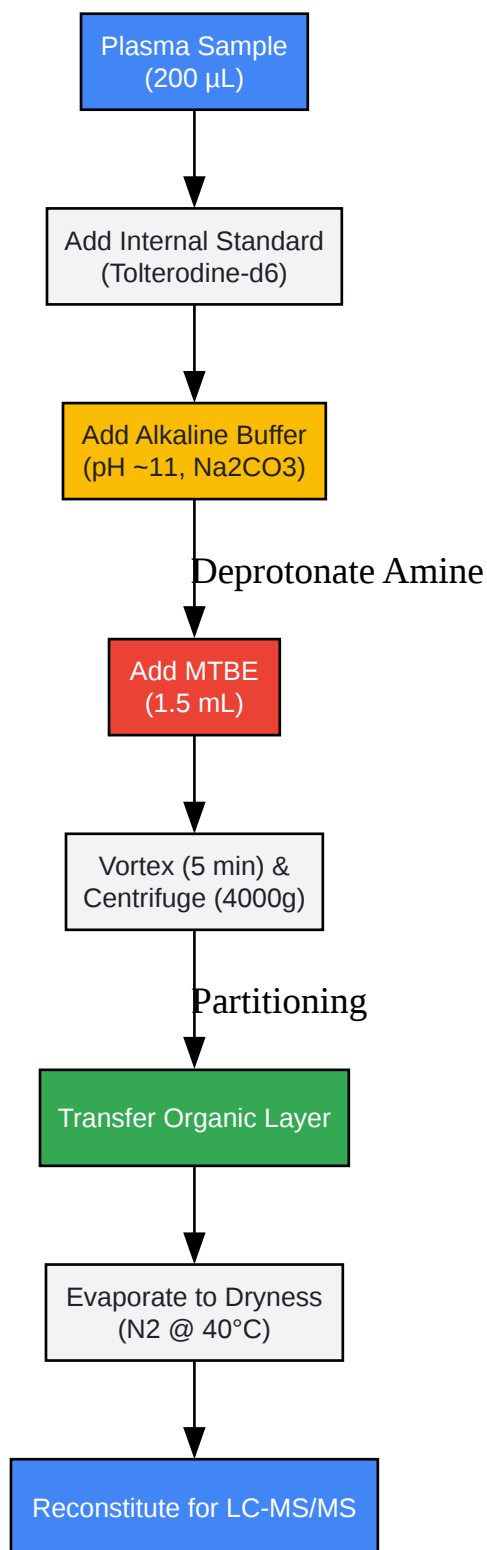 Plasma Sample
(200 µL)
Add Internal Standard
(Tolterodine-d6)
Add Alkaline Buffer
(pH ~11, Na2CO3)
Deprotonate Amine
Add MTBE
(1.5 mL)
Vortex (5 min) &
Centrifuge (4000g)
Partitioning
Transfer Organic Layer
Evaporate to Dryness
(N2 @ 40°C)
Reconstitute for LC-MS/MS